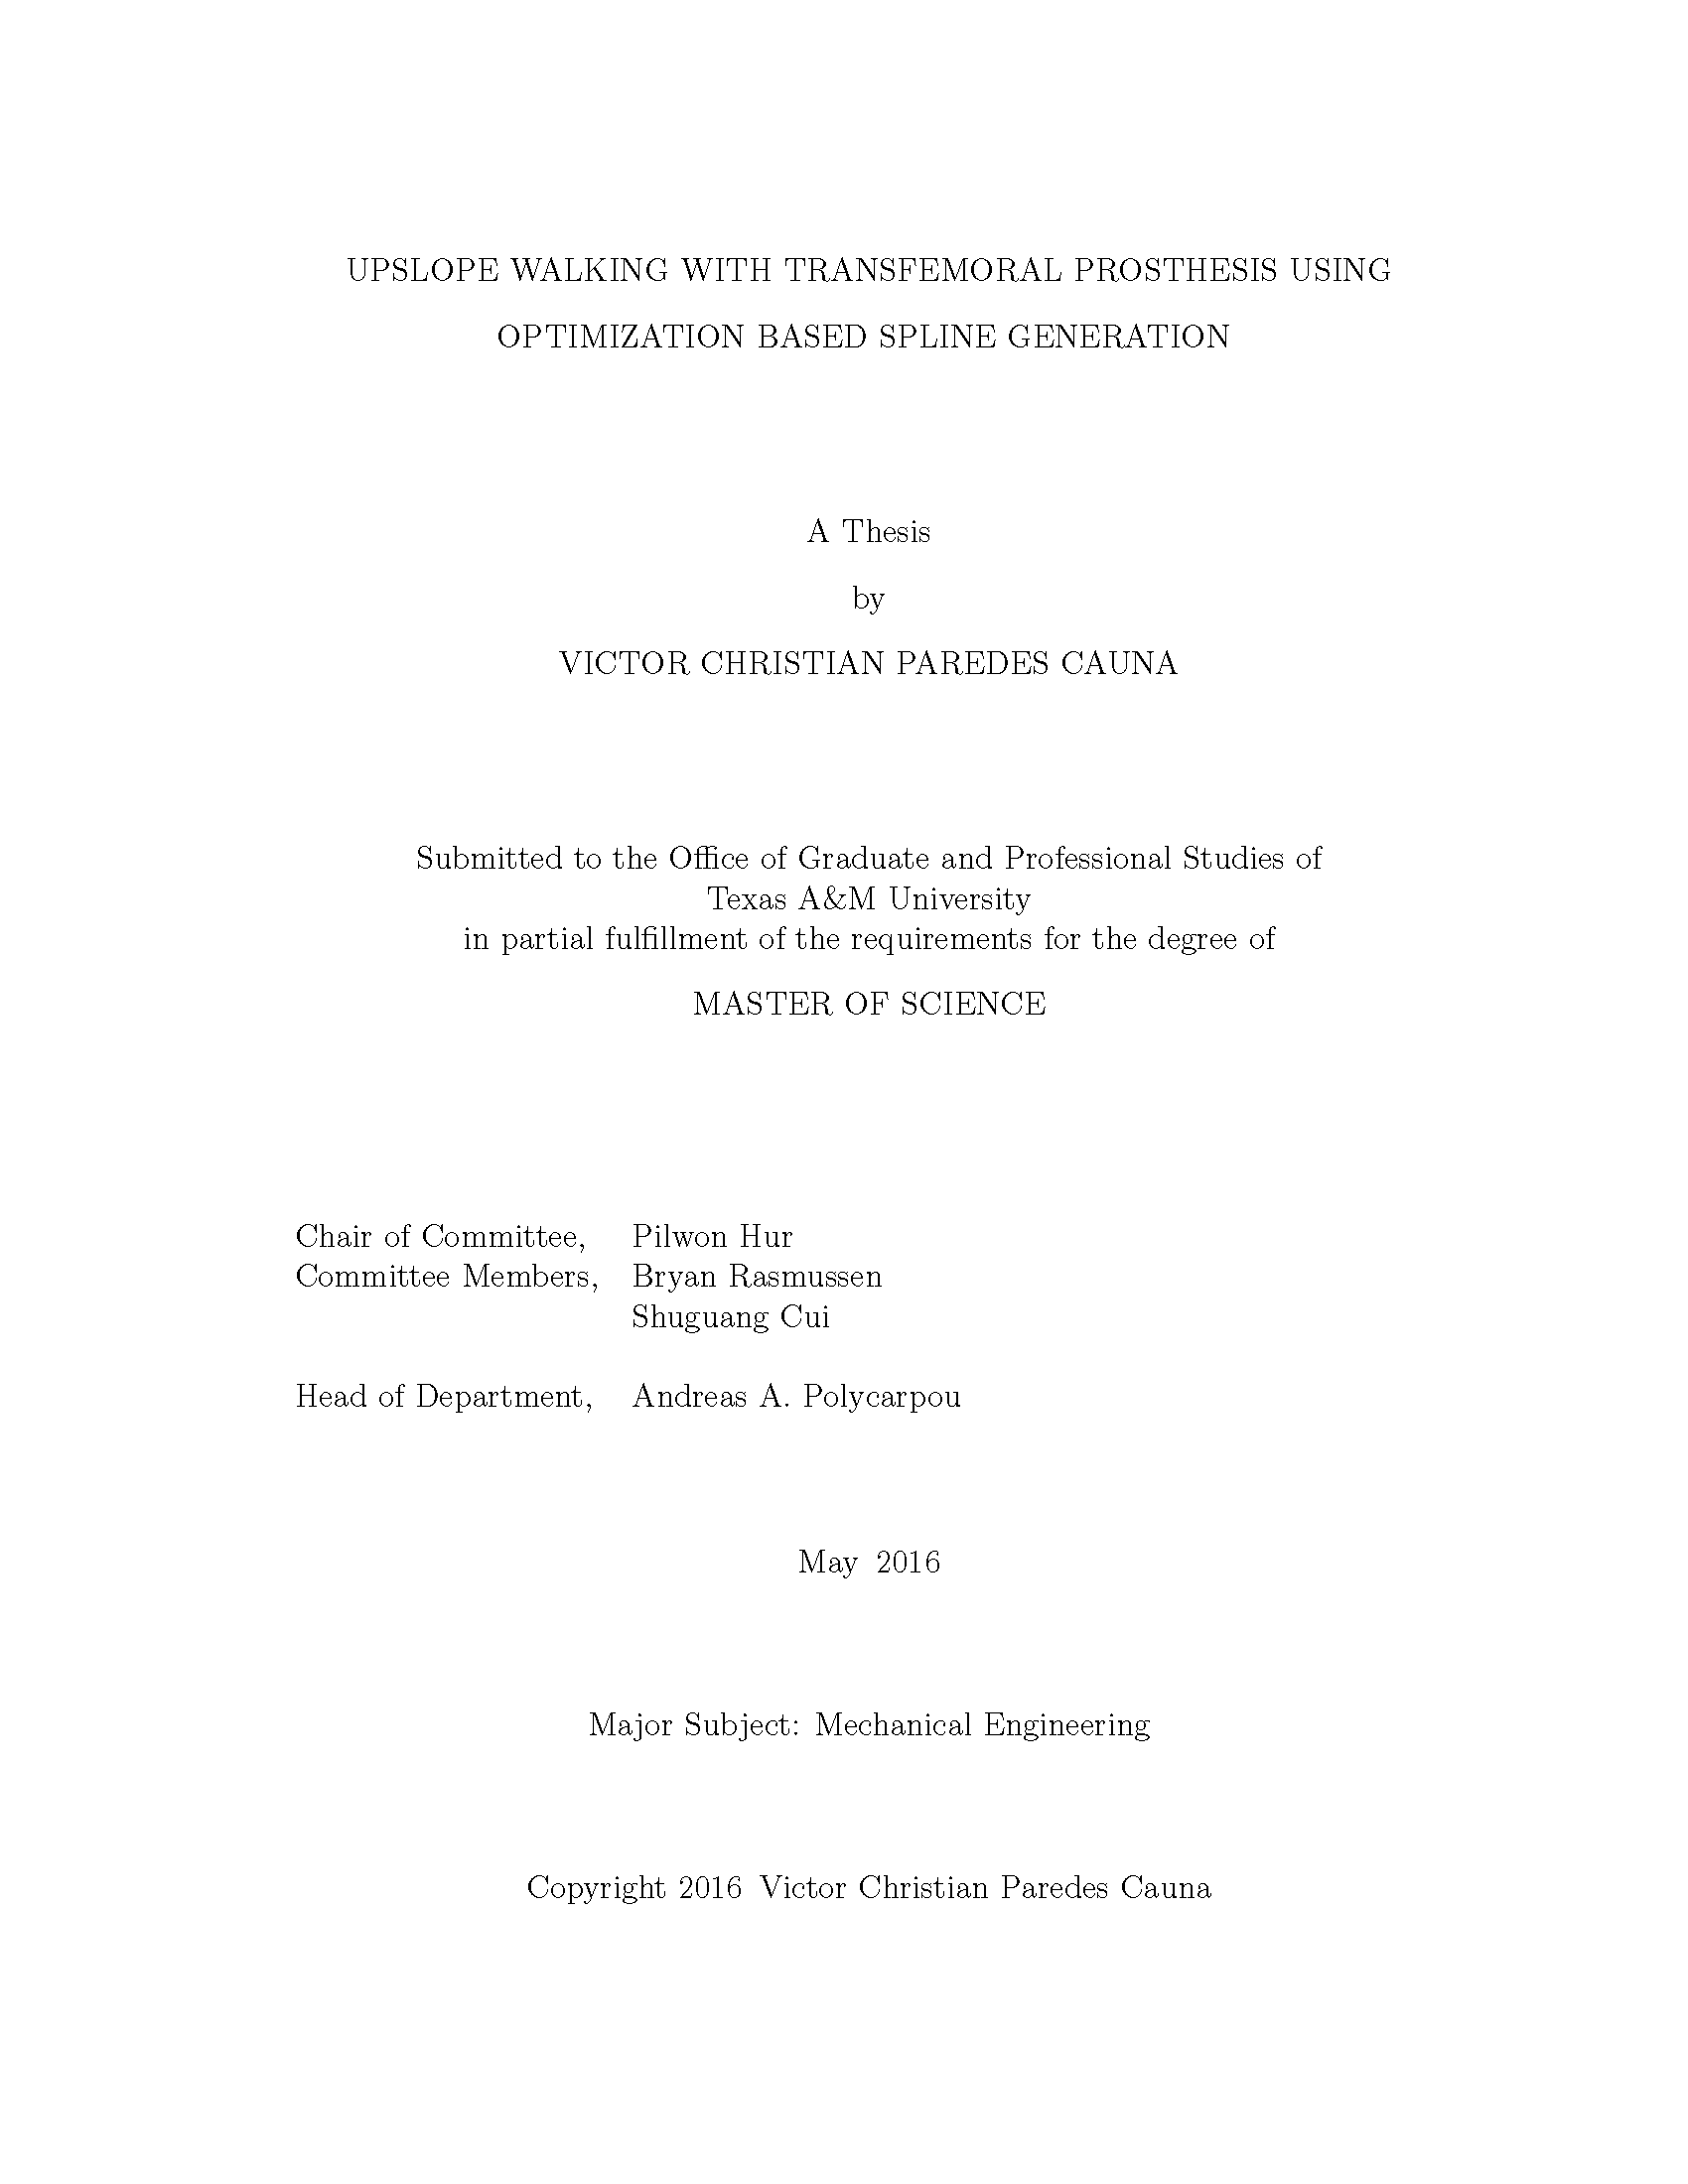 UPSLOPE WALKING WITH TRANSFEMORAL PROSTHESIS USING
OPTIMIZATION BASED SPLINE GENERATION
A Thesis
by
VICTOR CHRISTIAN PAREDES CAUNA
Submitted to the Office of Graduate and Professional Studies of
Texas A&M University
in partial fulfillment of the requirements for the degree of
MASTER OF SCIENCE
Chair of Committee, Pilwon Hur
Committee Members, Bryan Rasmussen
Shuguang Cui
Head of Department, Andreas A. Polycarpou
May 2016
Major Subject: Mechanical Engineering
Copyright 2016 Victor Christian Paredes Cauna